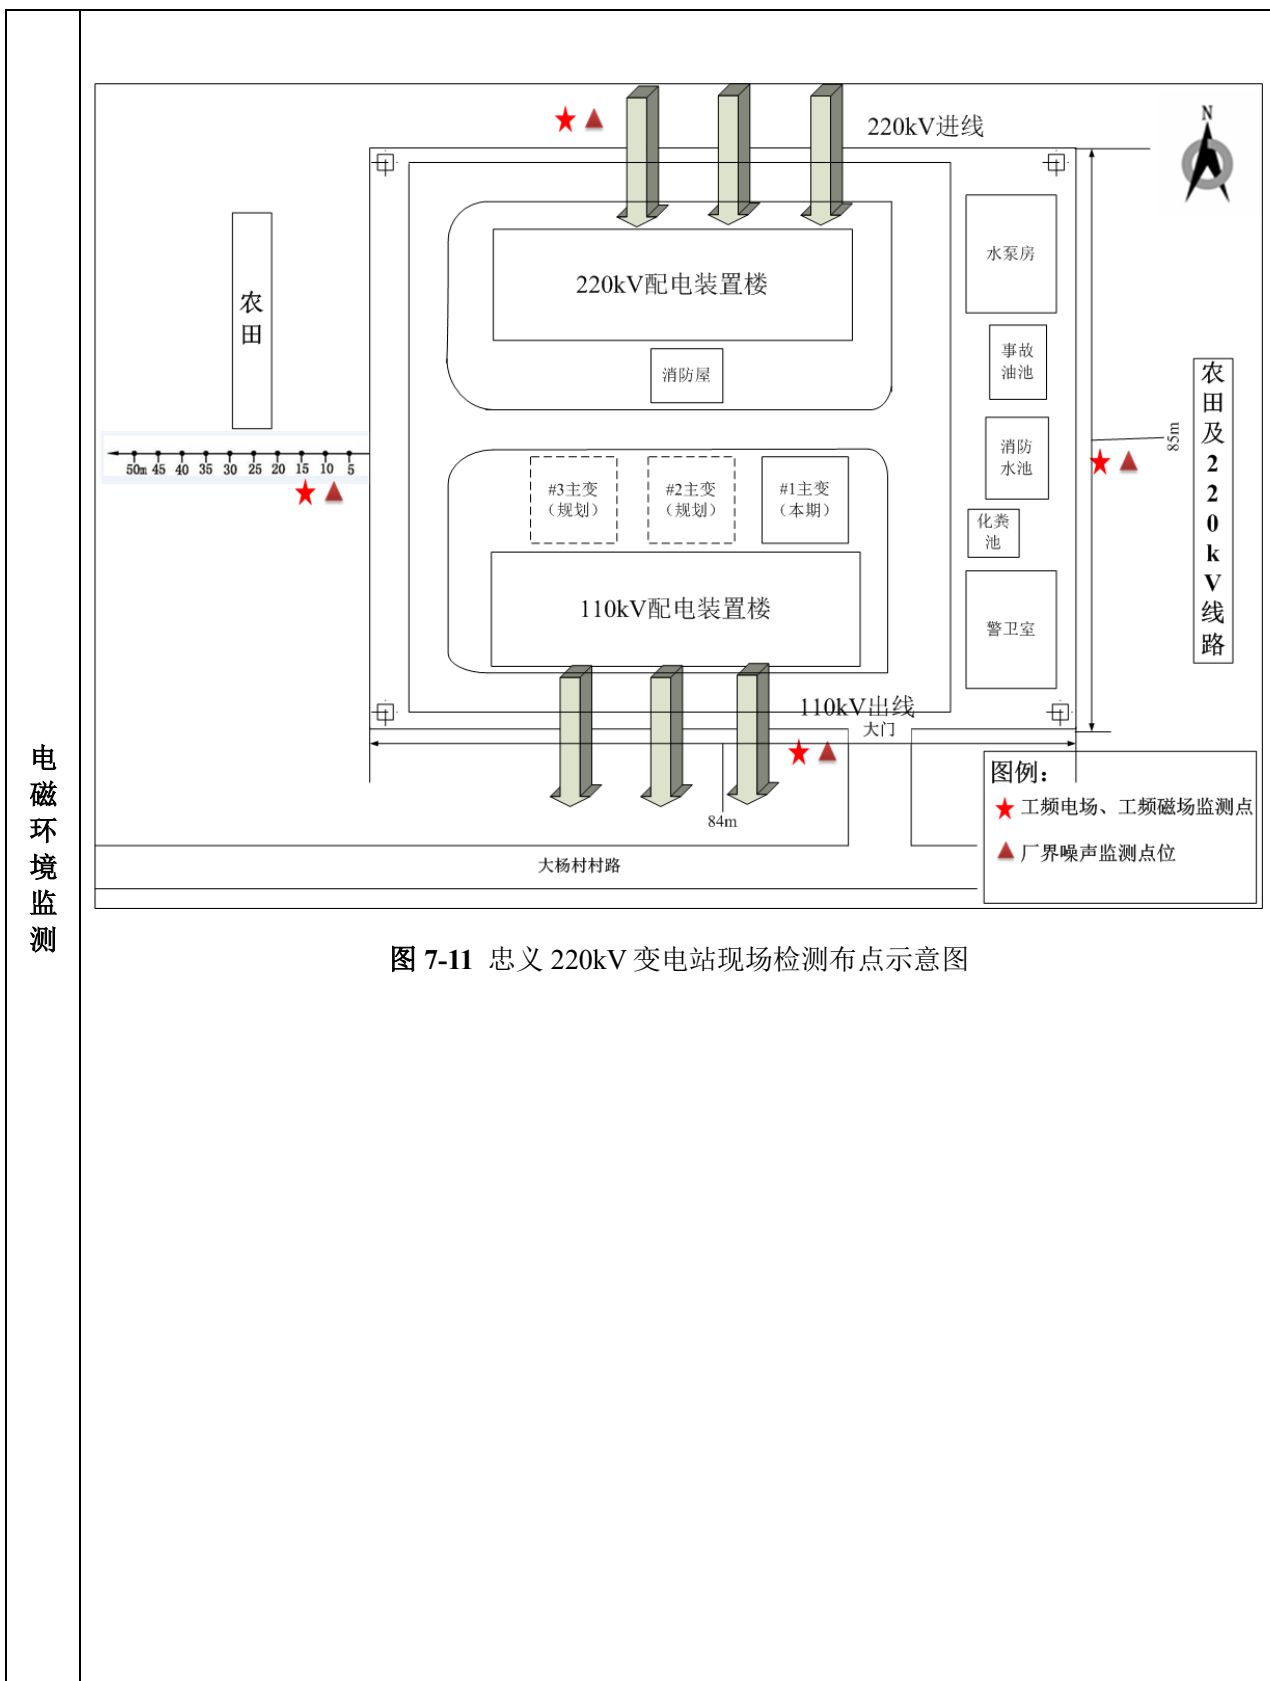 电磁环境监测
N
220kV进线
水泵房
220kV配电装置楼
农田
事故
油池
消防屋
农田及220kV线路
85m
消防
水池
50m 45 40 35 30 25 20 15 10 5
#3主变
（规划）
#2主变
（规划）
#1主变
（本期）
化粪
池
110kV配电装置楼
警卫室
110kV出线
大门
84m
大杨村村路
图例：
工频电场、工频磁场监测点
厂界噪声监测点位
图 7-11 忠义 220kV 变电站现场检测布点示意图